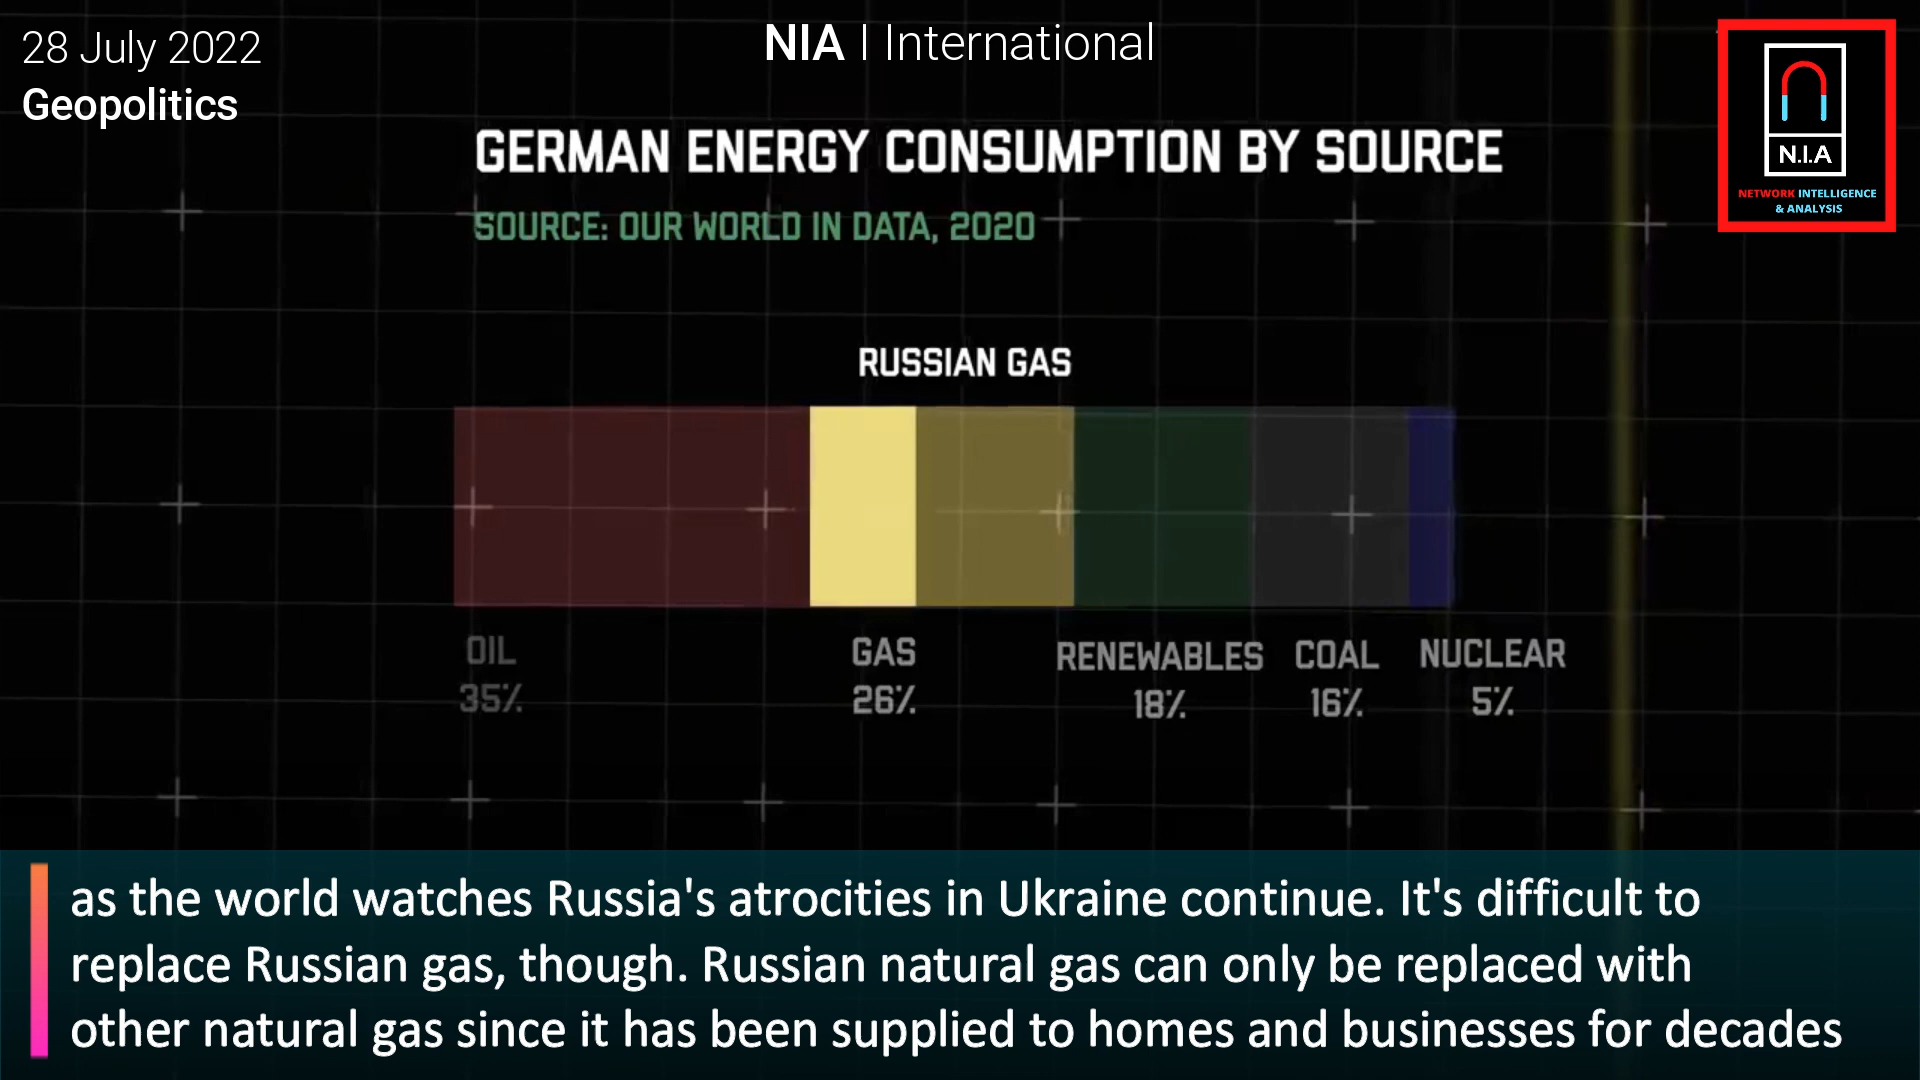 28 July 2022
Geopolitics
NIA | International
N.I.A
NETWORK INTELLIGENCE
& ANALYSIS
GERMAN ENERGY CONSUMPTION BY SOURCE
SOURCE: OUR WORLD IN DATA, 2020
RUSSIAN GAS
OIL
35%
GAS
26%
RENEWABLES
18%
COAL
16%
NUCLEAR
5%
as the world watches Russia's atrocities in Ukraine continue. It's difficult to
replace Russian gas, though. Russian natural gas can only be replaced with
other natural gas since it has been supplied to homes and businesses for decades